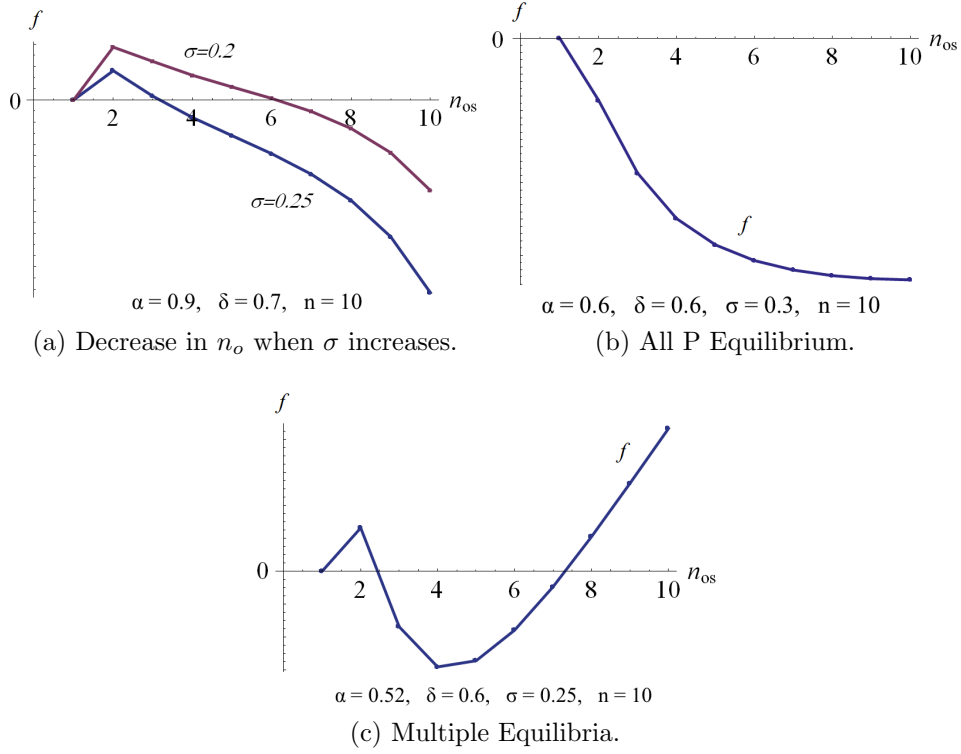 f
σ=0.2
0
2 4 6 8 10
n_os
σ=0.25
α = 0.9, δ = 0.7, n = 10
(a) Decrease in n_o when σ increases.
f
0
2 4 6 8 10
n_os
f
α = 0.6, δ = 0.6, σ = 0.3, n = 10
(b) All P Equilibrium.
f
f
0
2 4 6 8 10
n_os
α = 0.52, δ = 0.6, σ = 0.25, n = 10
(c) Multiple Equilibria.